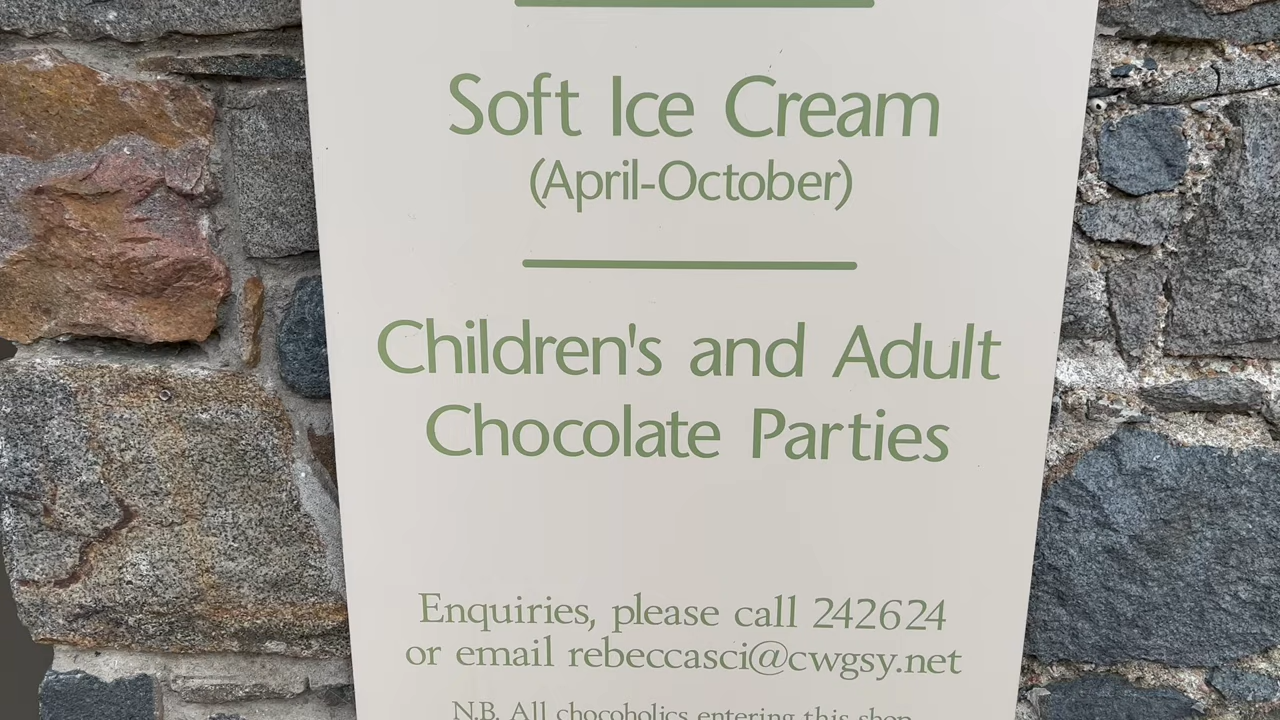 Soft Ice Cream
(April-October)
Children's and Adult
Chocolate Parties
Enquiries, please call 242624
or email rebeccasci@cwgsy.net
N.B. All chocoholics entering this shop